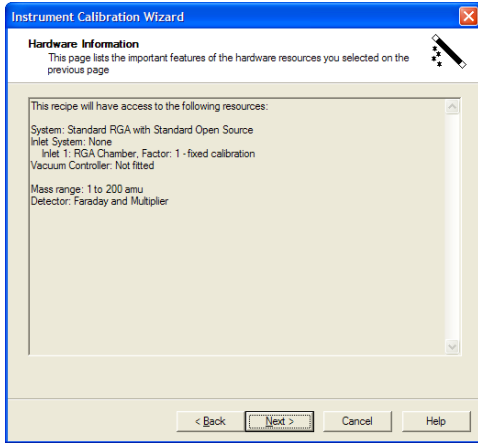 Instrument Calibration Wizard
Hardware Information
This page lists the important features of the hardware resources you selected on the
previous page
This recipe will have access to the following resources:
System: Standard RGA with Standard Open Source
Inlet System: None
Inlet 1: RGA Chamber, Factor: 1 - fixed calibration
Vacuum Controller: Not fitted
Mass range: 1 to 200 amu
Detector: Faraday and Multiplier
< Back
Next >
Cancel
Help